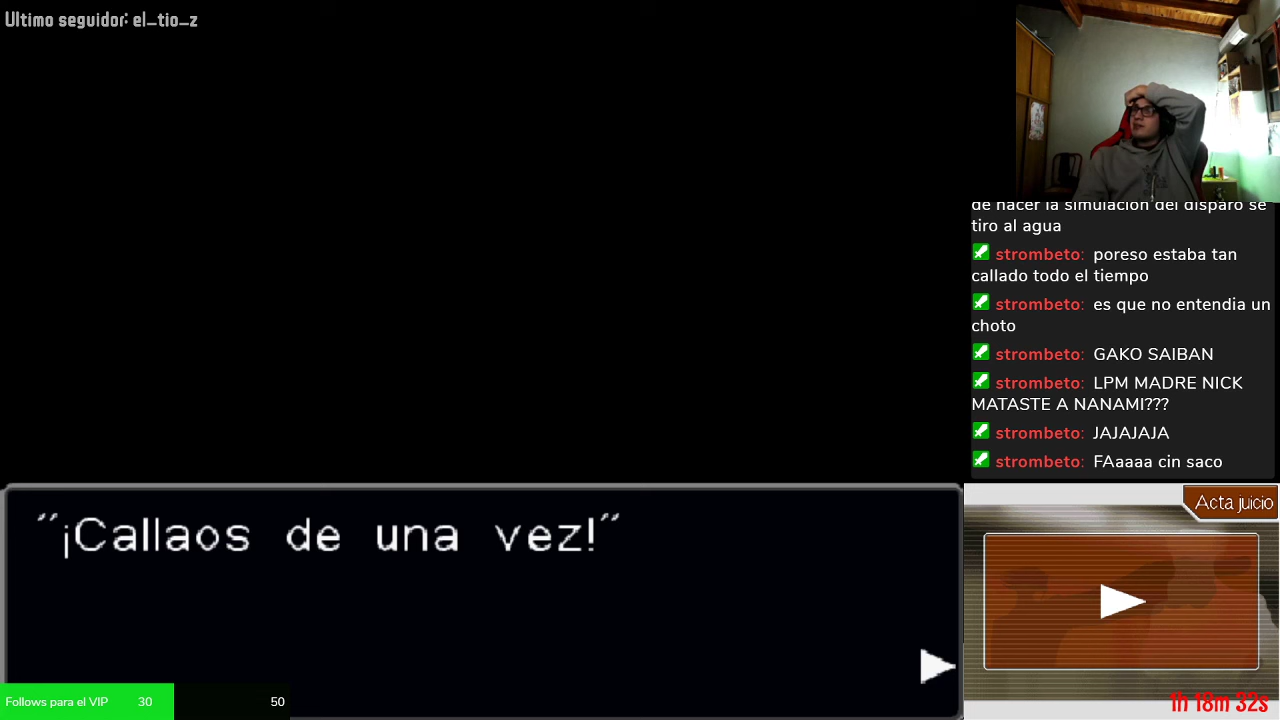 Ultimo seguidor: el_tio_z
de hacer la simulacion del disparo se
tiro al agua
strombeto: poreso estaba tan
callado todo el tiempo
strombeto: es que no entendia un
choto
strombeto: GAKO SAIBAN
strombeto: LPM MADRE NICK
MATASTE A NANAMI???
strombeto: JAJAJAJA
strombeto: FAaaaa cin saco
Acta juicio
"¡Callaos de una vez!"
Follows para el VIP 30 50
1h 18m 32s